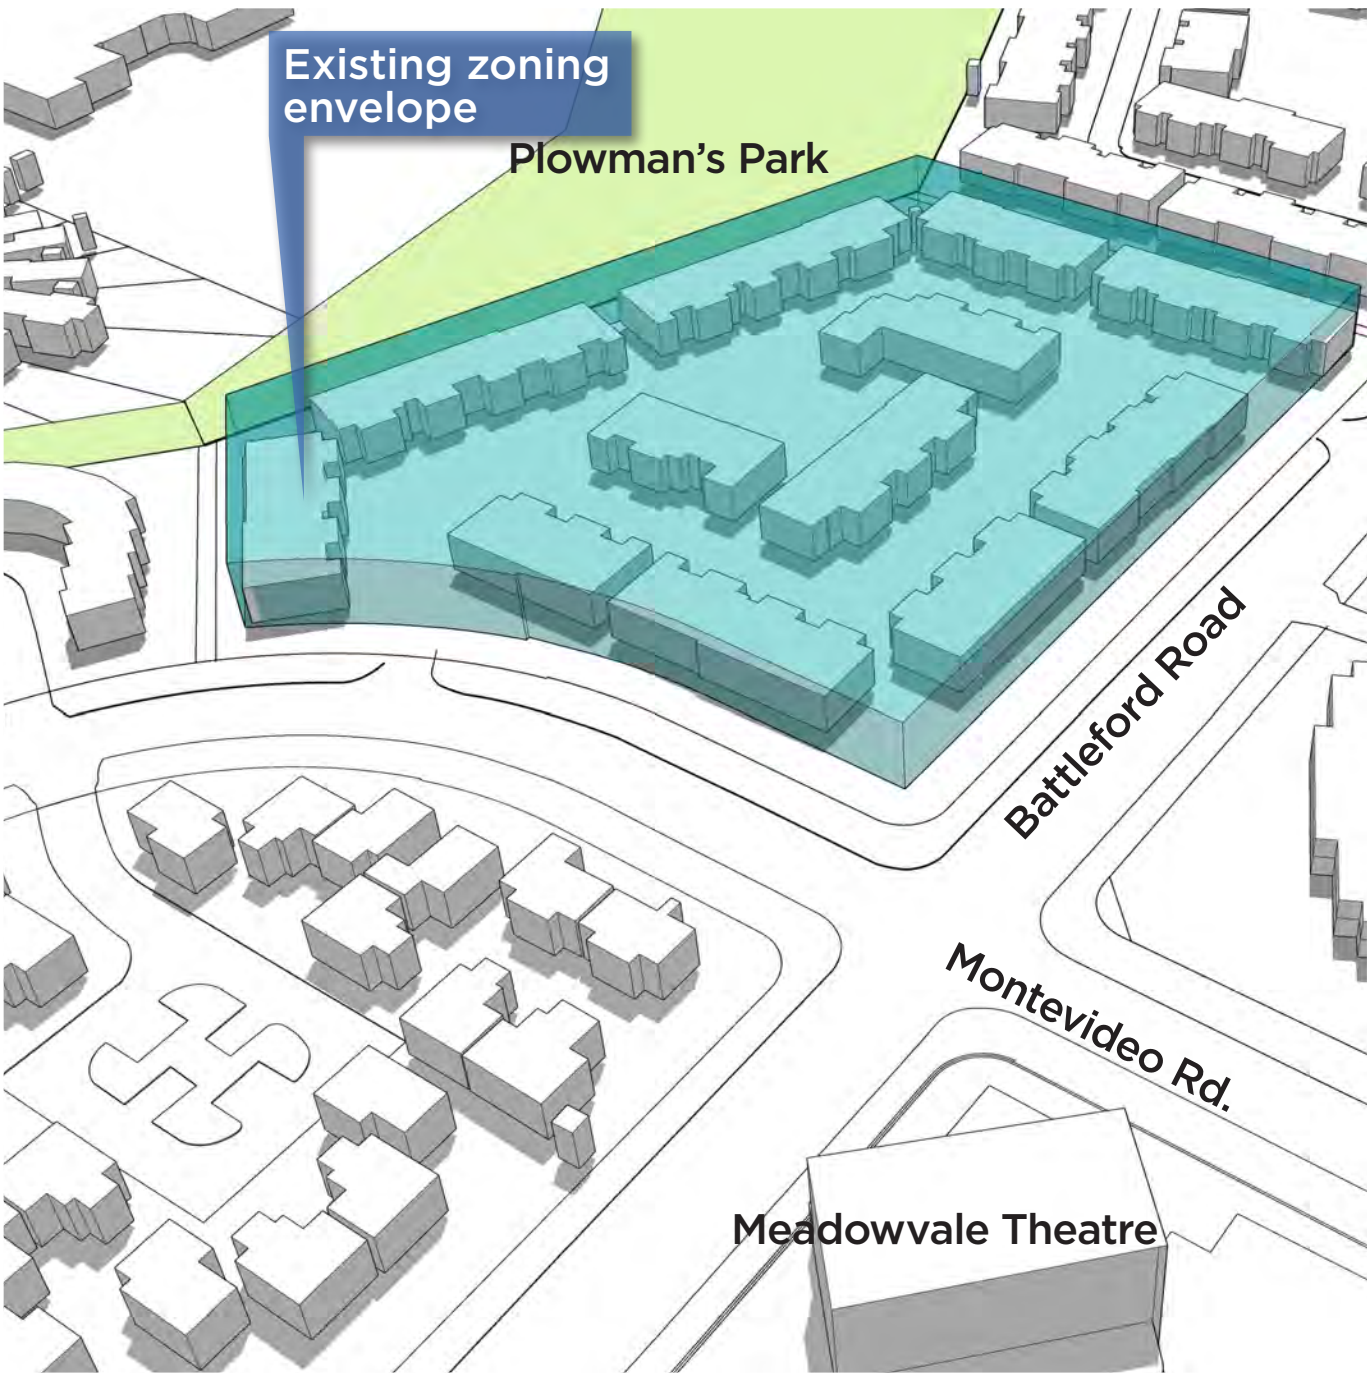 Existing zoning
envelope
Plowman's Park
Battleford Road
Montevideo Rd.
Meadowvale Theatre